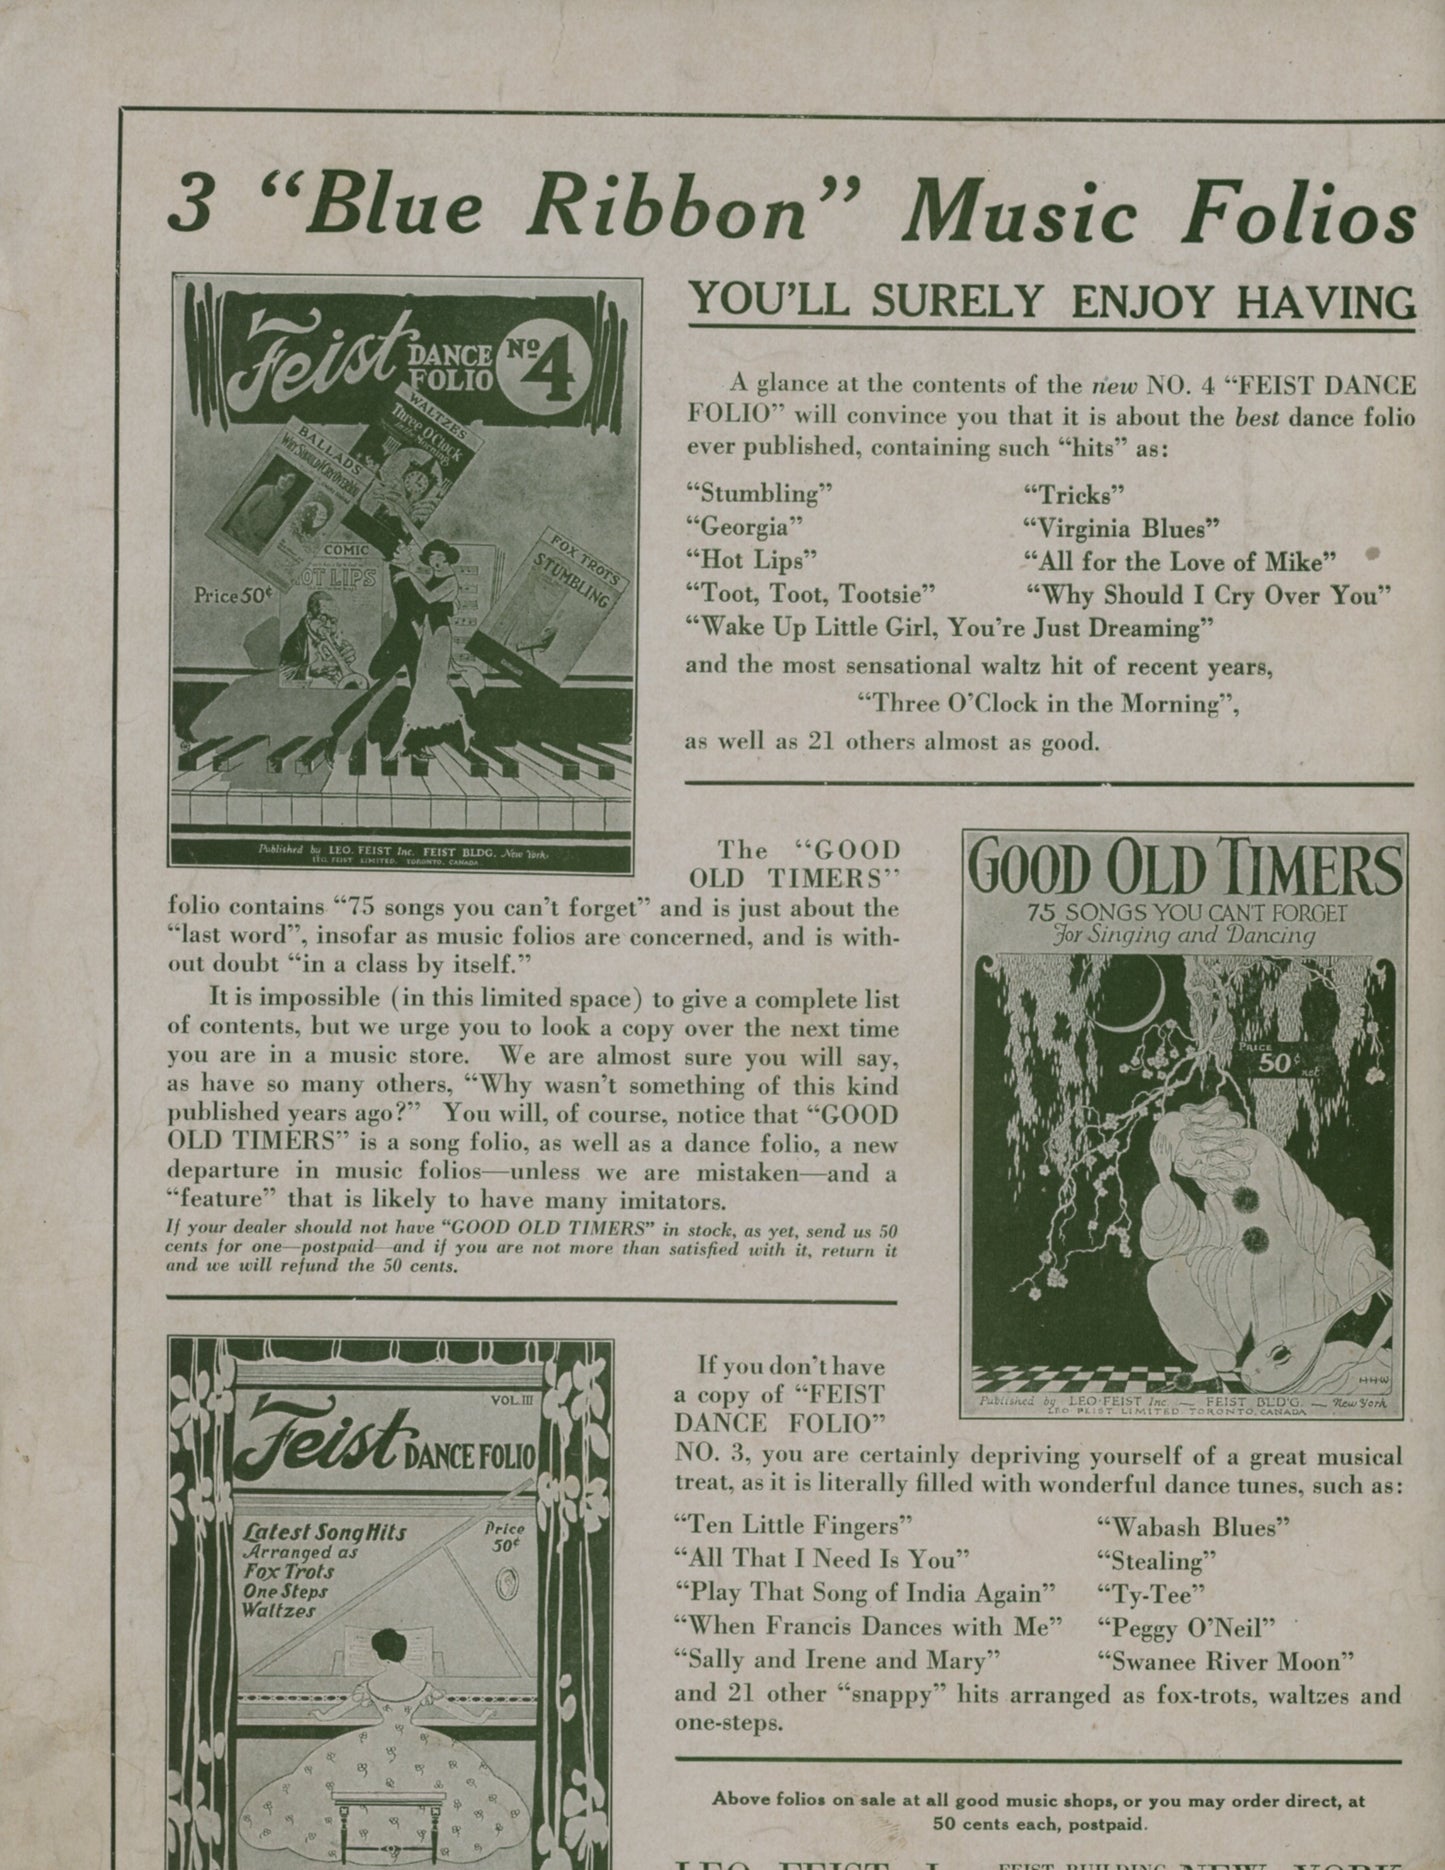 3 “Blue Ribbon” Music Folios
YOU’LL SURELY ENJOY HAVING
Feist DANCE FOLIO No 4
WALTZES
Three O'Clock
in the Morning
BALLADS
COMIC
HOT LIPS
FOX TROTS
STUMBLING
Price 50¢
Published by LEO. FEIST Inc. FEIST BLDG. New York.
LEO. FEIST LIMITED. TORONTO. CANADA
A glance at the contents of the new NO. 4 “FEIST DANCE
FOLIO” will convince you that it is about the best dance folio
ever published, containing such “hits” as:
“Stumbling” “Tricks”
“Georgia” “Virginia Blues”
“Hot Lips” “All for the Love of Mike”
“Toot, Toot, Tootsie” “Why Should I Cry Over You”
“Wake Up Little Girl, You’re Just Dreaming”
and the most sensational waltz hit of recent years,
“Three O’Clock in the Morning”,
as well as 21 others almost as good.
The “GOOD
OLD TIMERS”
folio contains “75 songs you can’t forget” and is just about the
“last word”, insofar as music folios are concerned, and is with-
out doubt “in a class by itself.”
It is impossible (in this limited space) to give a complete list
of contents, but we urge you to look a copy over the next time
you are in a music store. We are almost sure you will say,
as have so many others, “Why wasn’t something of this kind
published years ago?” You will, of course, notice that “GOOD
OLD TIMERS” is a song folio, as well as a dance folio, a new
departure in music folios—unless we are mistaken—and a
“feature” that is likely to have many imitators.
If your dealer should not have “GOOD OLD TIMERS” in stock, as yet, send us 50
cents for one—postpaid—and if you are not more than satisfied with it, return it
and we will refund the 50 cents.
GOOD OLD TIMERS
75 SONGS YOU CAN'T FORGET
For Singing and Dancing
PRICE
50¢
net
HHW
Published by LEO. FEIST Inc. — FEIST BLD'G. — New York
LEO FEIST LIMITED. TORONTO. CANADA
VOL. III
Feist DANCE FOLIO
Latest Song Hits
Arranged as
Fox Trots
One Steps
Waltzes
Price
50¢
If you don’t have
a copy of “FEIST
DANCE FOLIO”
NO. 3, you are certainly depriving yourself of a great musical
treat, as it is literally filled with wonderful dance tunes, such as:
“Ten Little Fingers” “Wabash Blues”
“All That I Need Is You” “Stealing”
“Play That Song of India Again” “Ty-Tee”
“When Francis Dances with Me” “Peggy O’Neil”
“Sally and Irene and Mary” “Swanee River Moon”
and 21 other “snappy” hits arranged as fox-trots, waltzes and
one-steps.
Above folios on sale at all good music shops, or you may order direct, at
50 cents each, postpaid.
LEO FEIST FEIST BUILDING NEW YORK